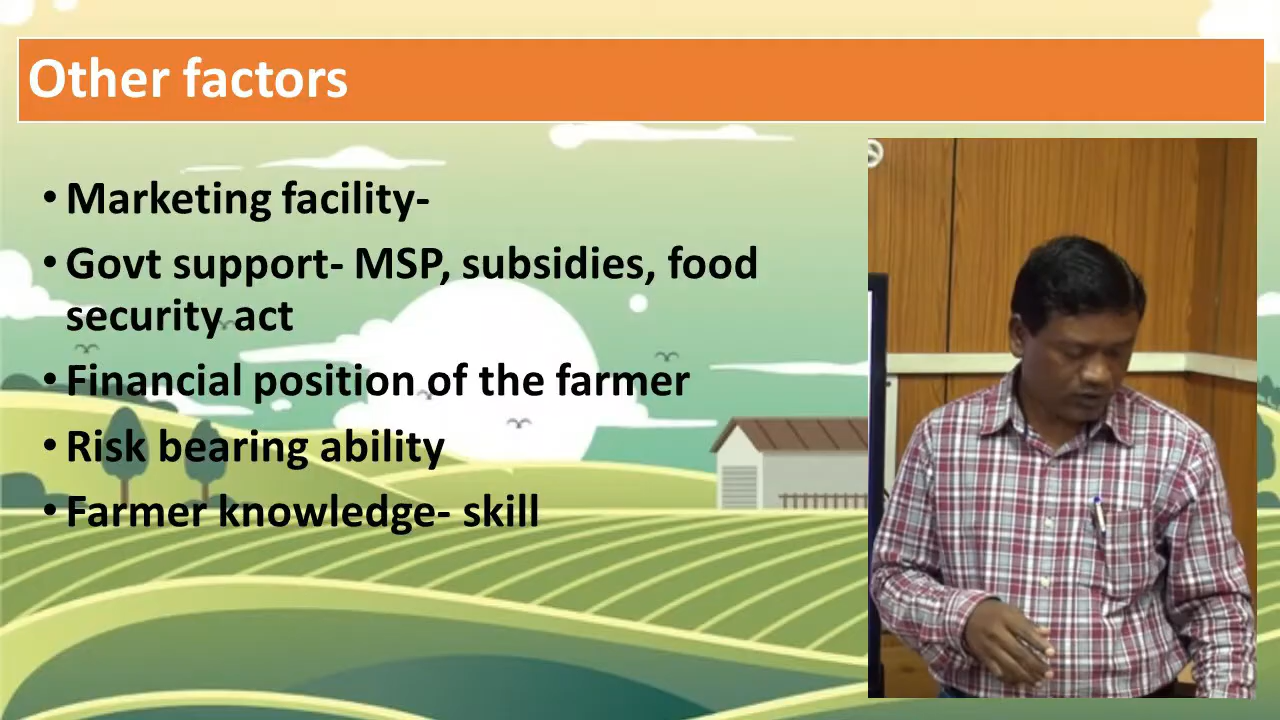 Other factors
• Marketing facility-
• Govt support- MSP, subsidies, food
security act
• Financial position of the farmer
• Risk bearing ability
• Farmer knowledge- skill